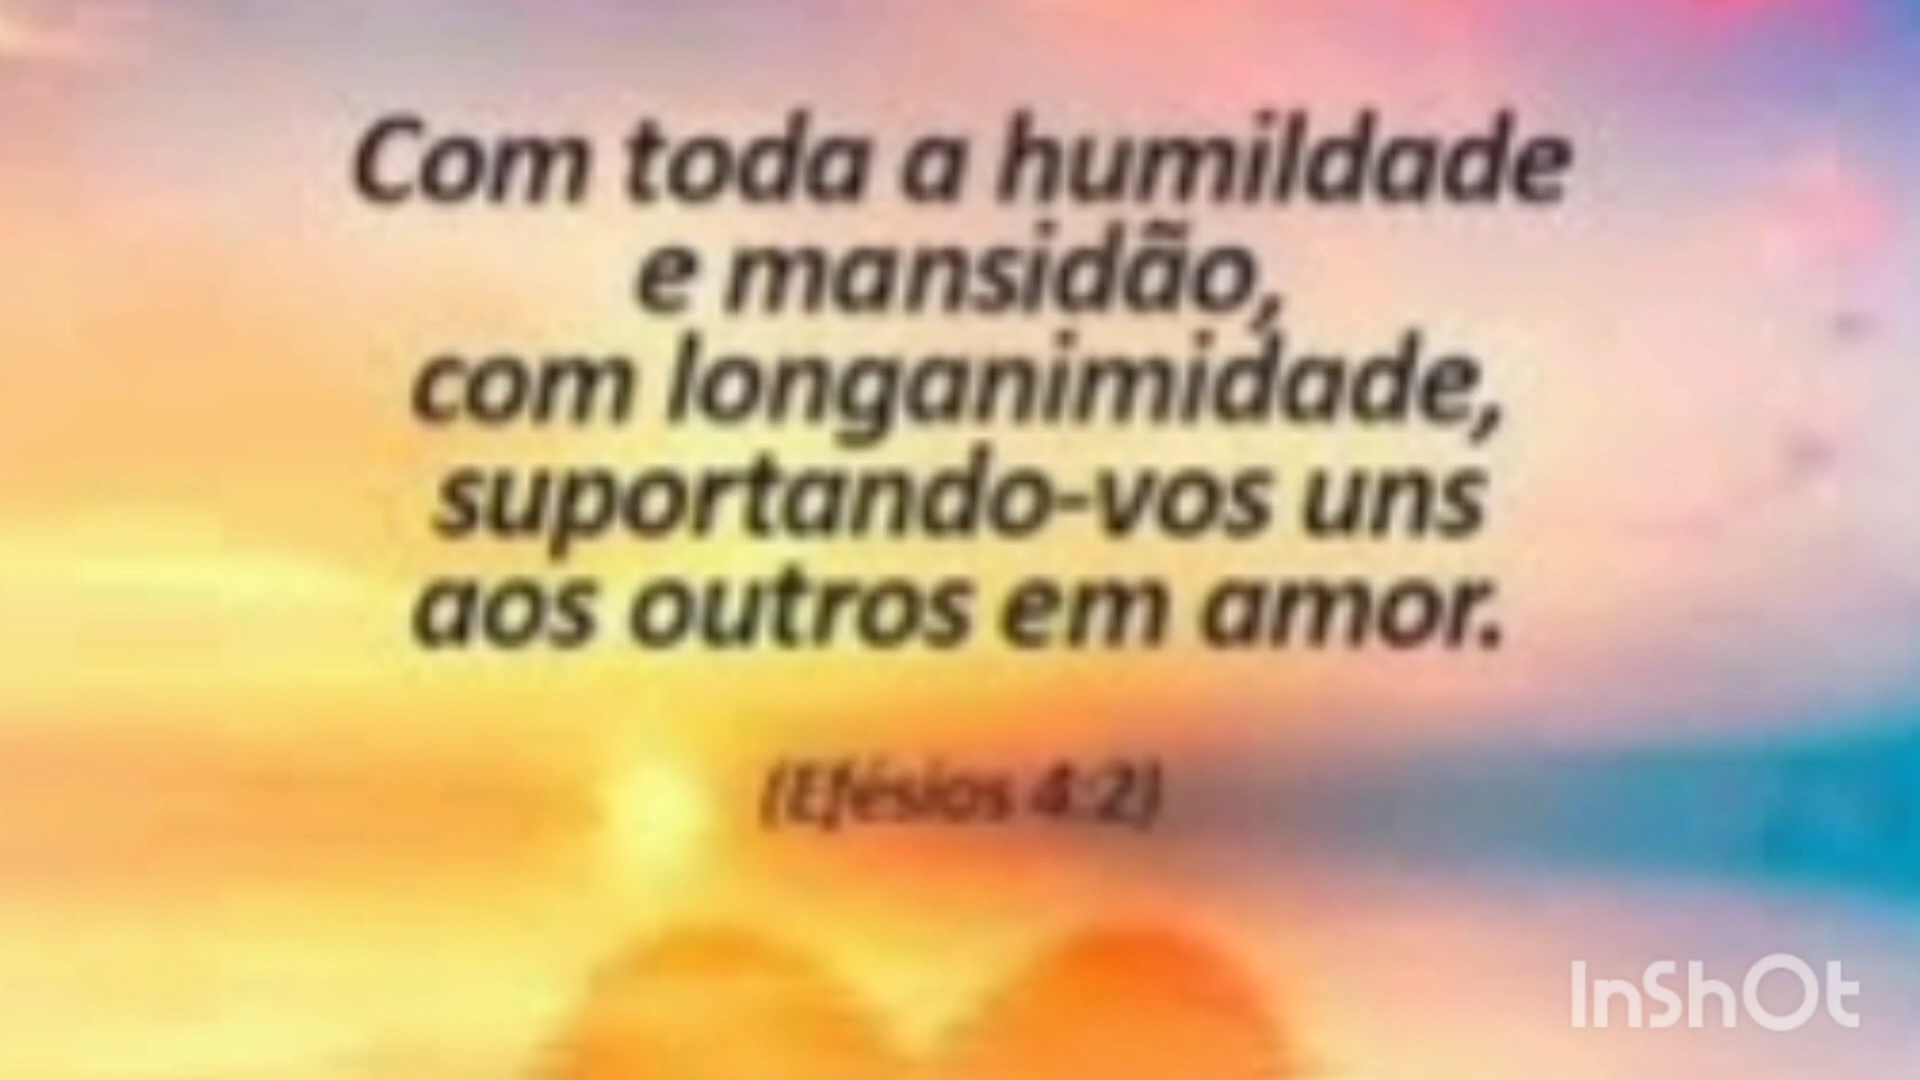 Com toda a humildade
e mansidão,
com longanimidade,
suportando-vos uns
aos outros em amor.
(Efésios 4:2)
InShOt